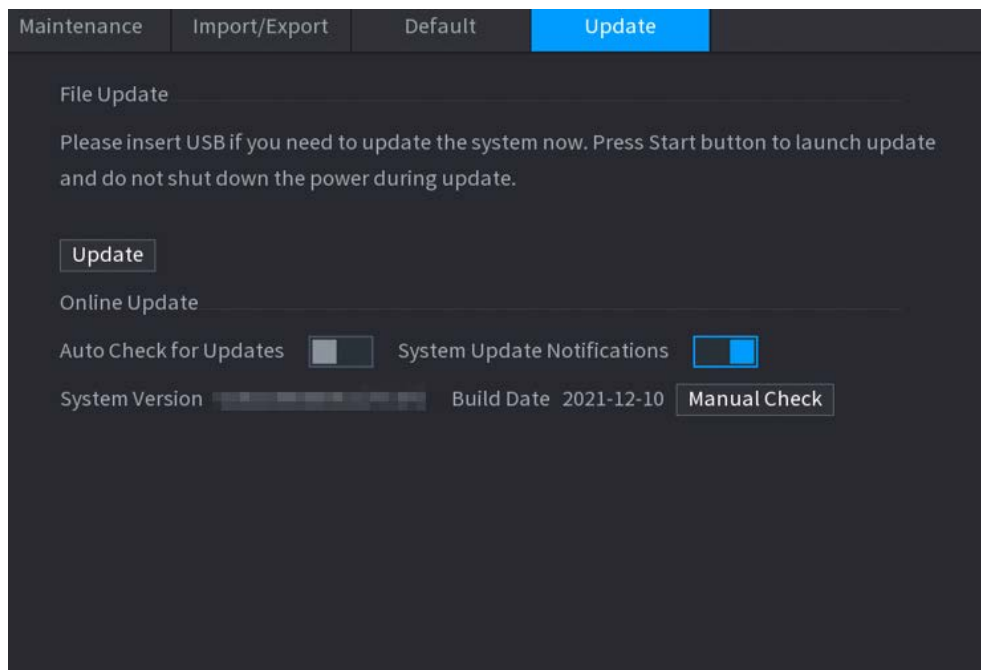 Maintenance Import/Export Default Update
File Update
Please insert USB if you need to update the system now. Press Start button to launch update
and do not shut down the power during update.
Update
Online Update
Auto Check for Updates System Update Notifications
System Version Build Date 2021-12-10 Manual Check